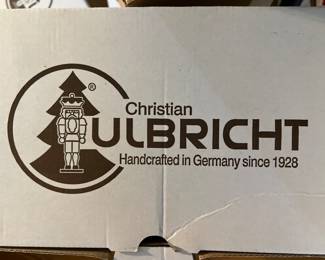 ®
Christian
ULBRICHT
Handcrafted in Germany since 1928